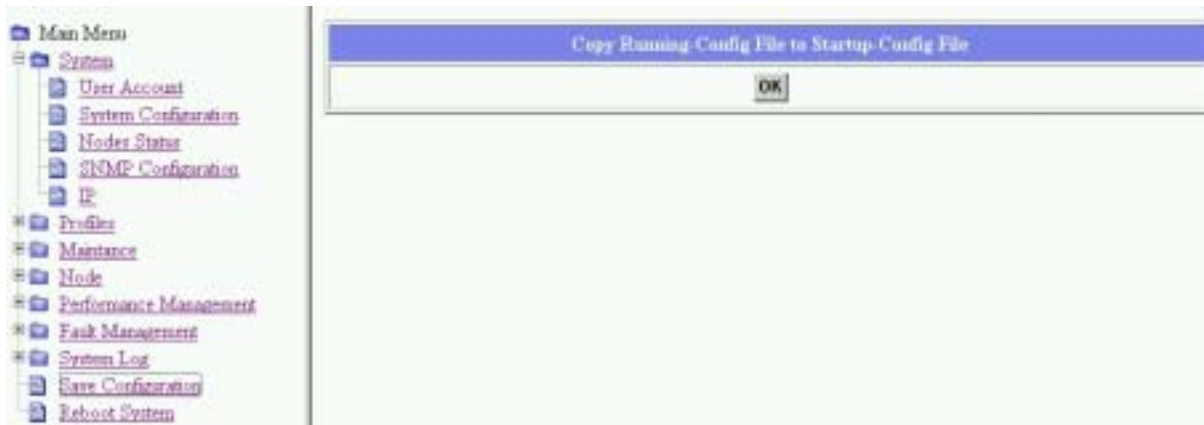 Main Menu
System
User Account
System Configuration
Nodes Status
SNMP Configuration
IP
Profiles
Maintance
Node
Performance Management
Fault Management
System Log
Save Configuration
Reboot System
Copy Running-Config File to Startup-Config File
OK